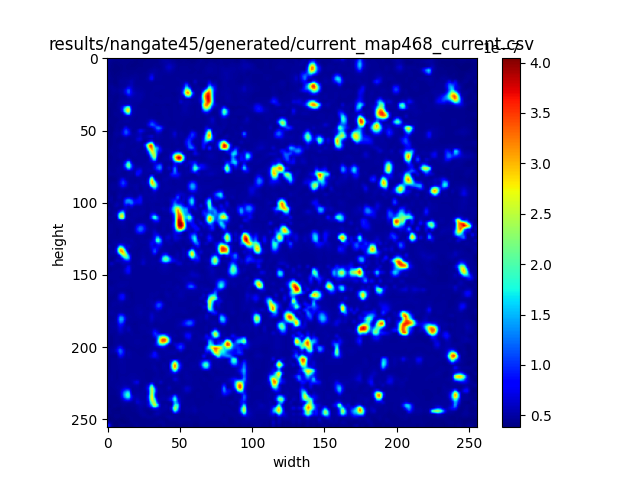 results/nangate45/generated/current_map468_current.csv
1e−7
height
0
50
100
150
200
250
0 50 100 150 200 250
width
4.0
3.5
3.0
2.5
2.0
1.5
1.0
0.5